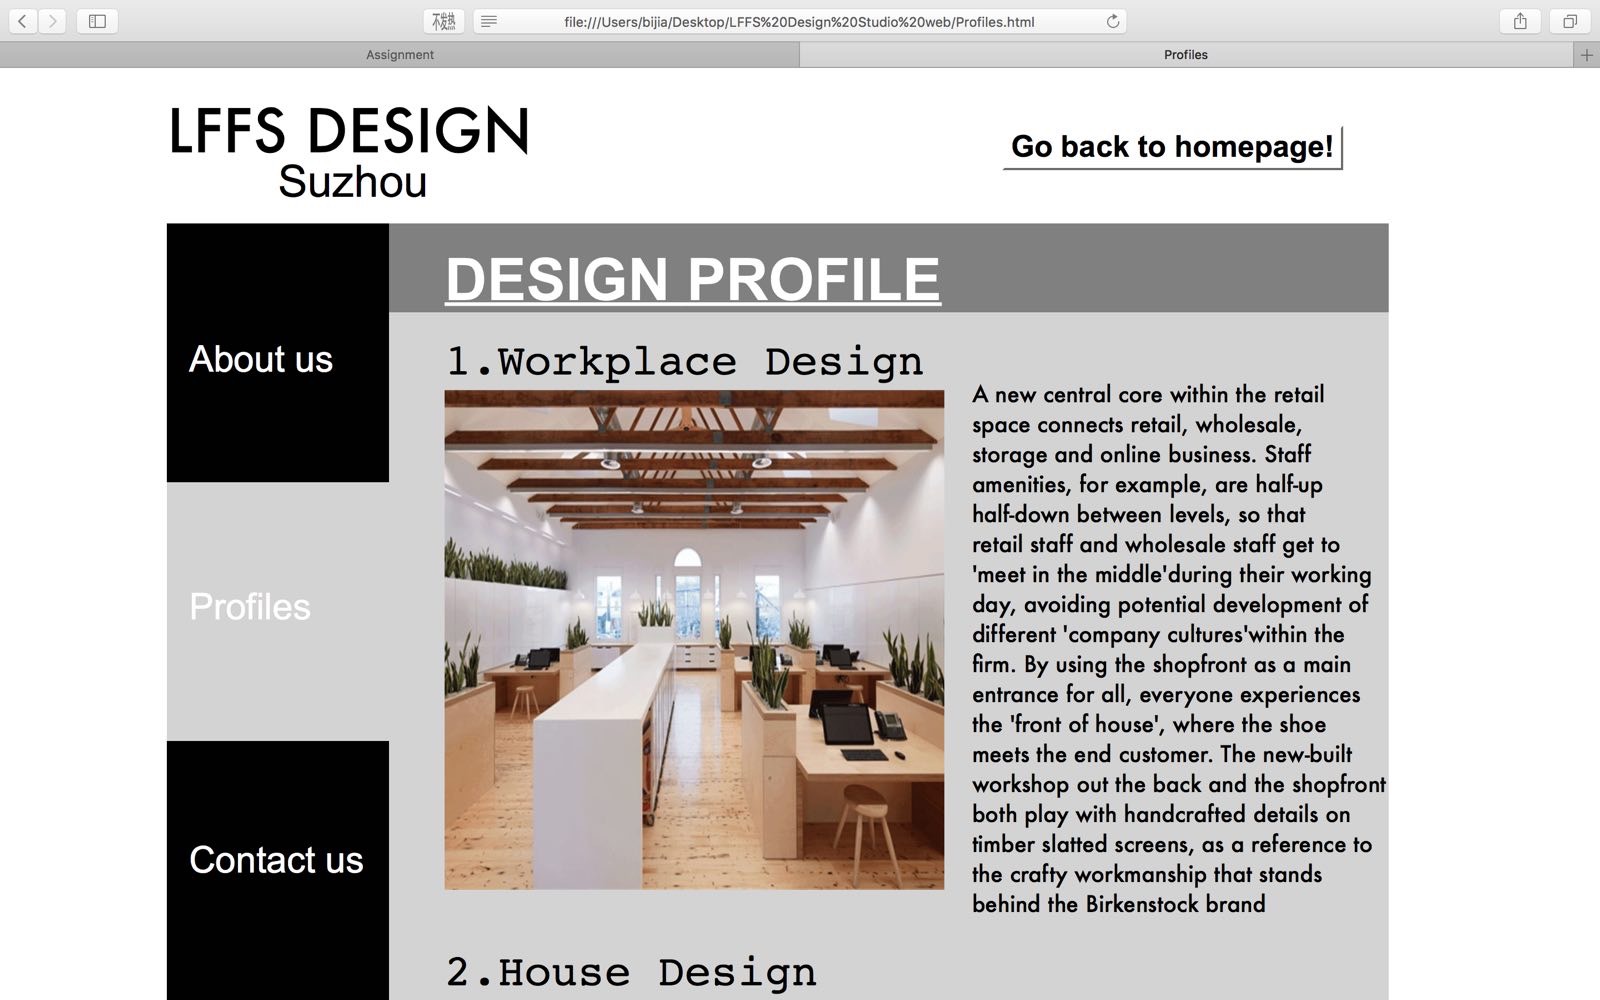 不发热
file:///Users/bijia/Desktop/LFFS%20Design%20Studio%20web/Profiles.html
Assignment
Profiles
LFFS DESIGN
Suzhou
Go back to homepage!
About us
Profiles
Contact us
DESIGN PROFILE
1.Workplace Design
A new central core within the retail
space connects retail, wholesale,
storage and online business. Staff
amenities, for example, are half-up
half-down between levels, so that
retail staff and wholesale staff get to
'meet in the middle'during their working
day, avoiding potential development of
different 'company cultures'within the
firm. By using the shopfront as a main
entrance for all, everyone experiences
the 'front of house', where the shoe
meets the end customer. The new-built
workshop out the back and the shopfront
both play with handcrafted details on
timber slatted screens, as a reference to
the crafty workmanship that stands
behind the Birkenstock brand
2.House Design